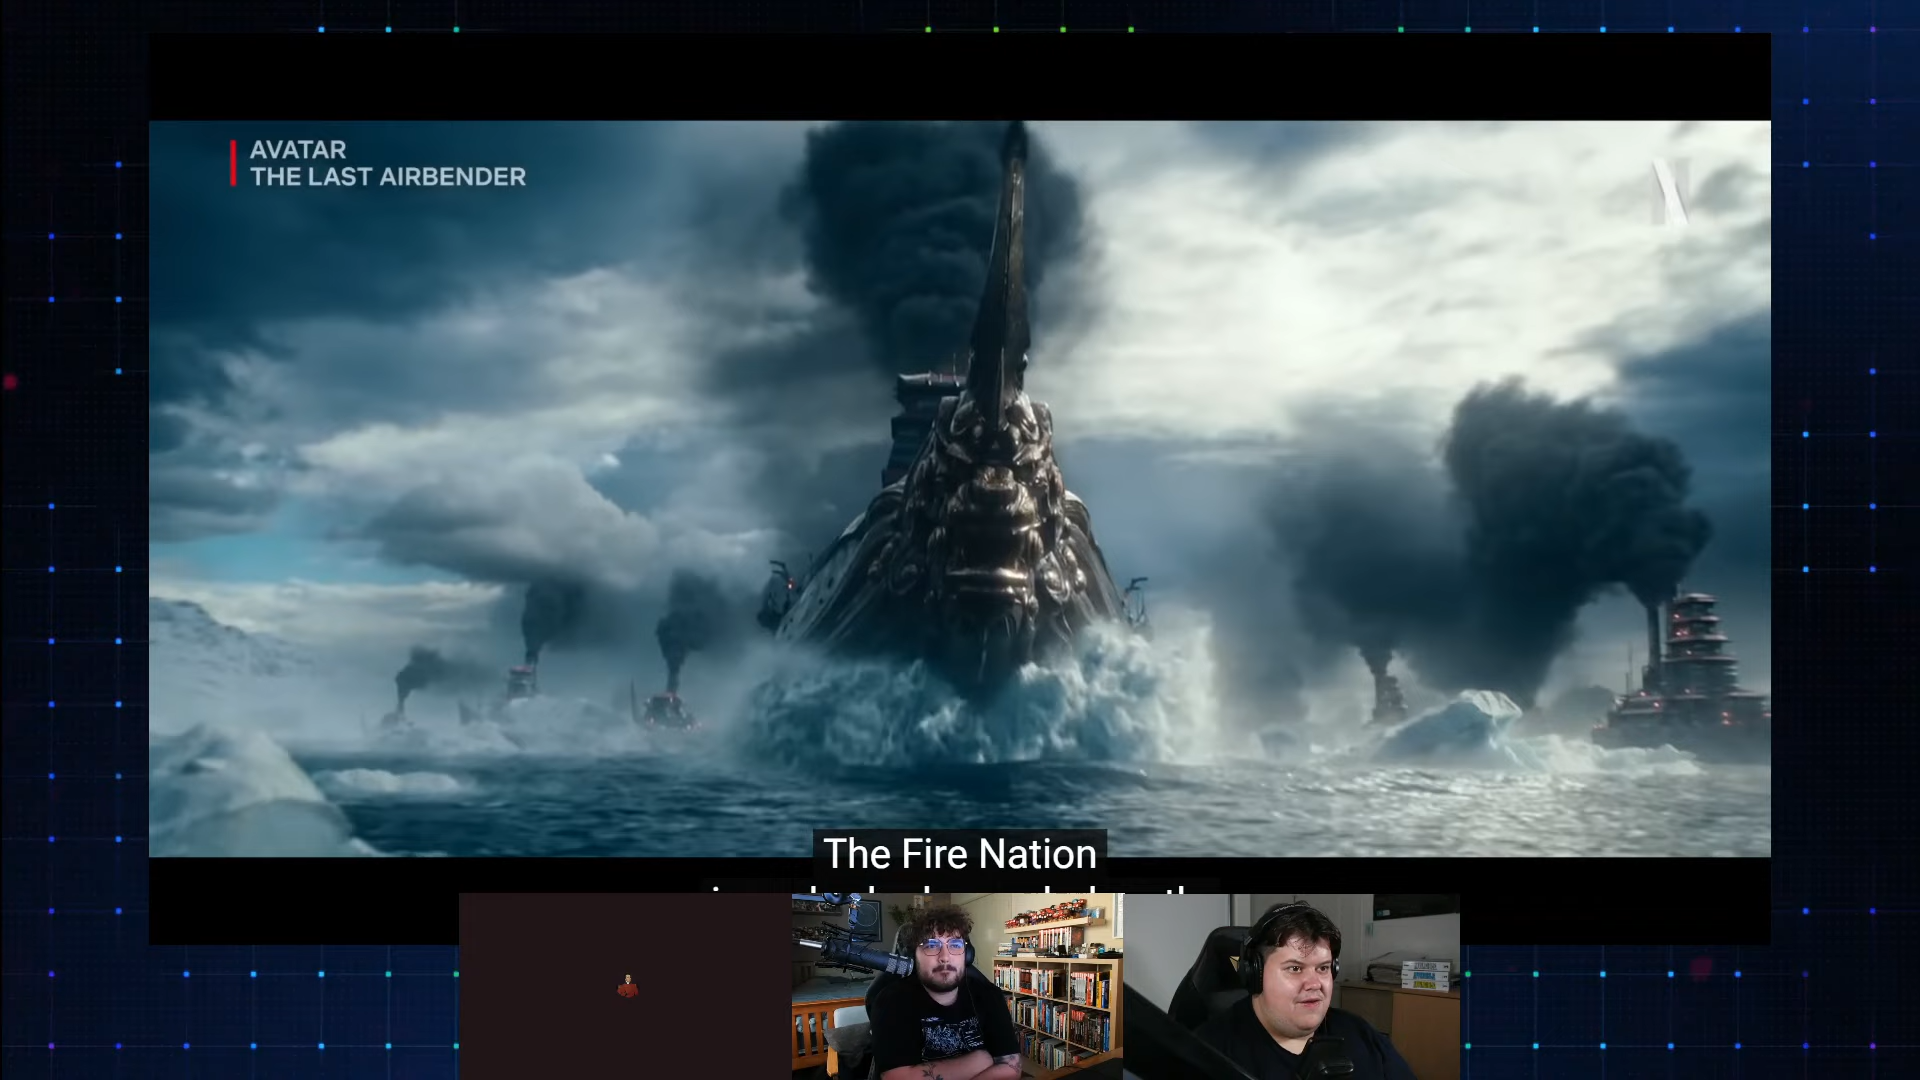 AVATAR
THE LAST AIRBENDER
The Fire Nation